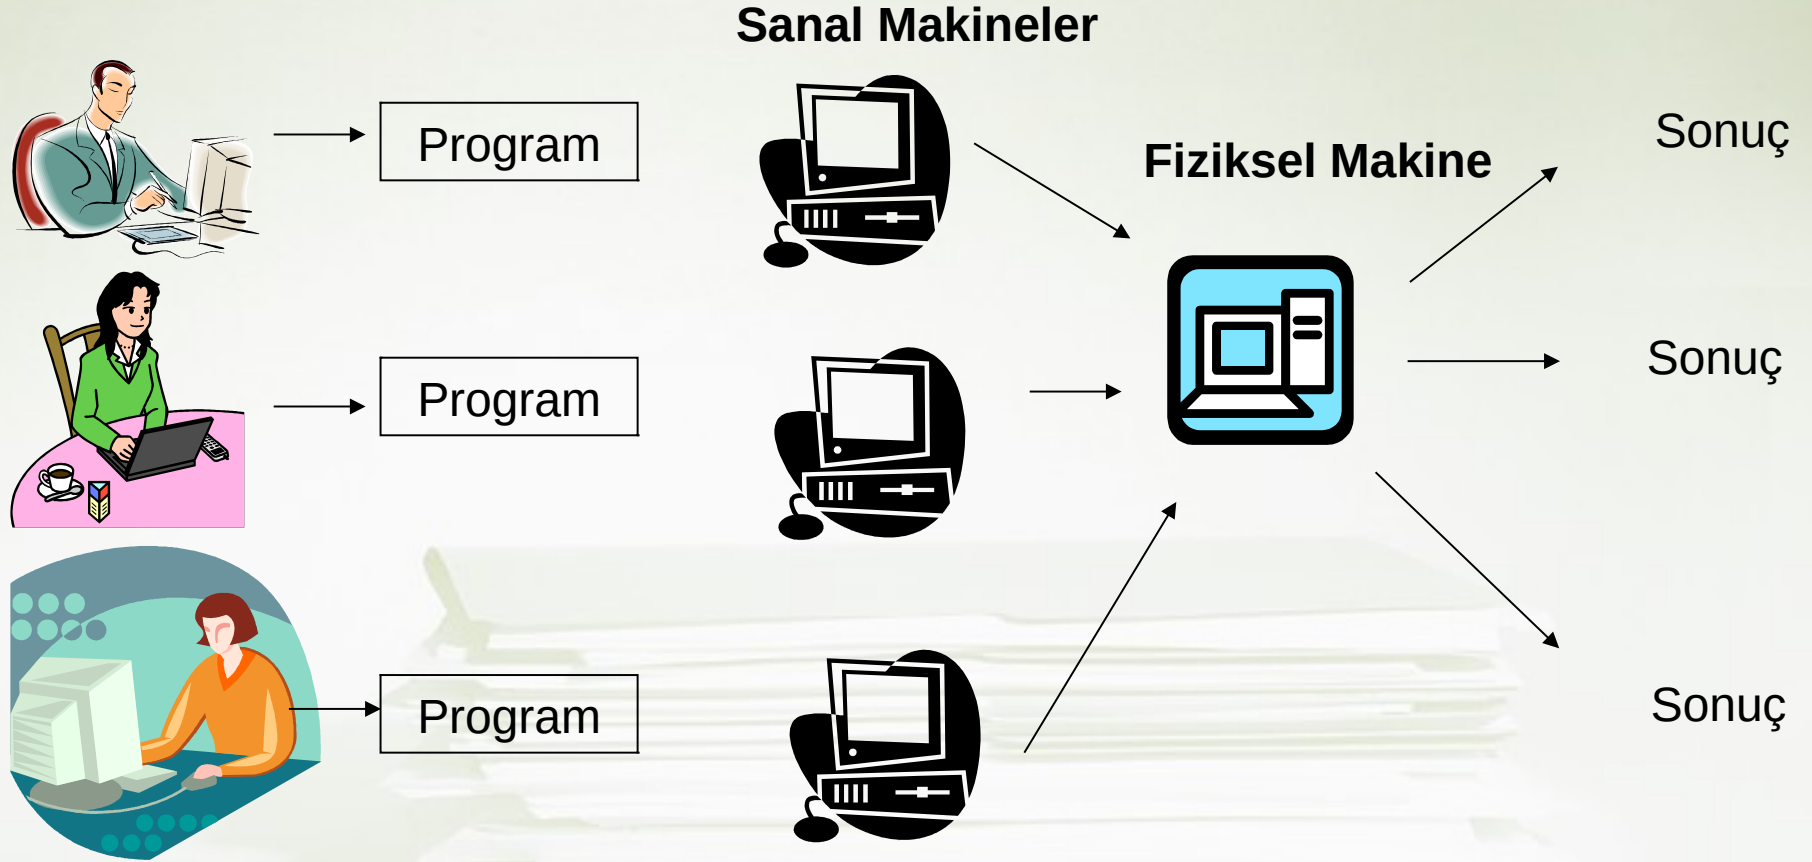 Sanal Makineler
Program
Fiziksel Makine
Sonuç
Program
Sonuç
Program
Sonuç